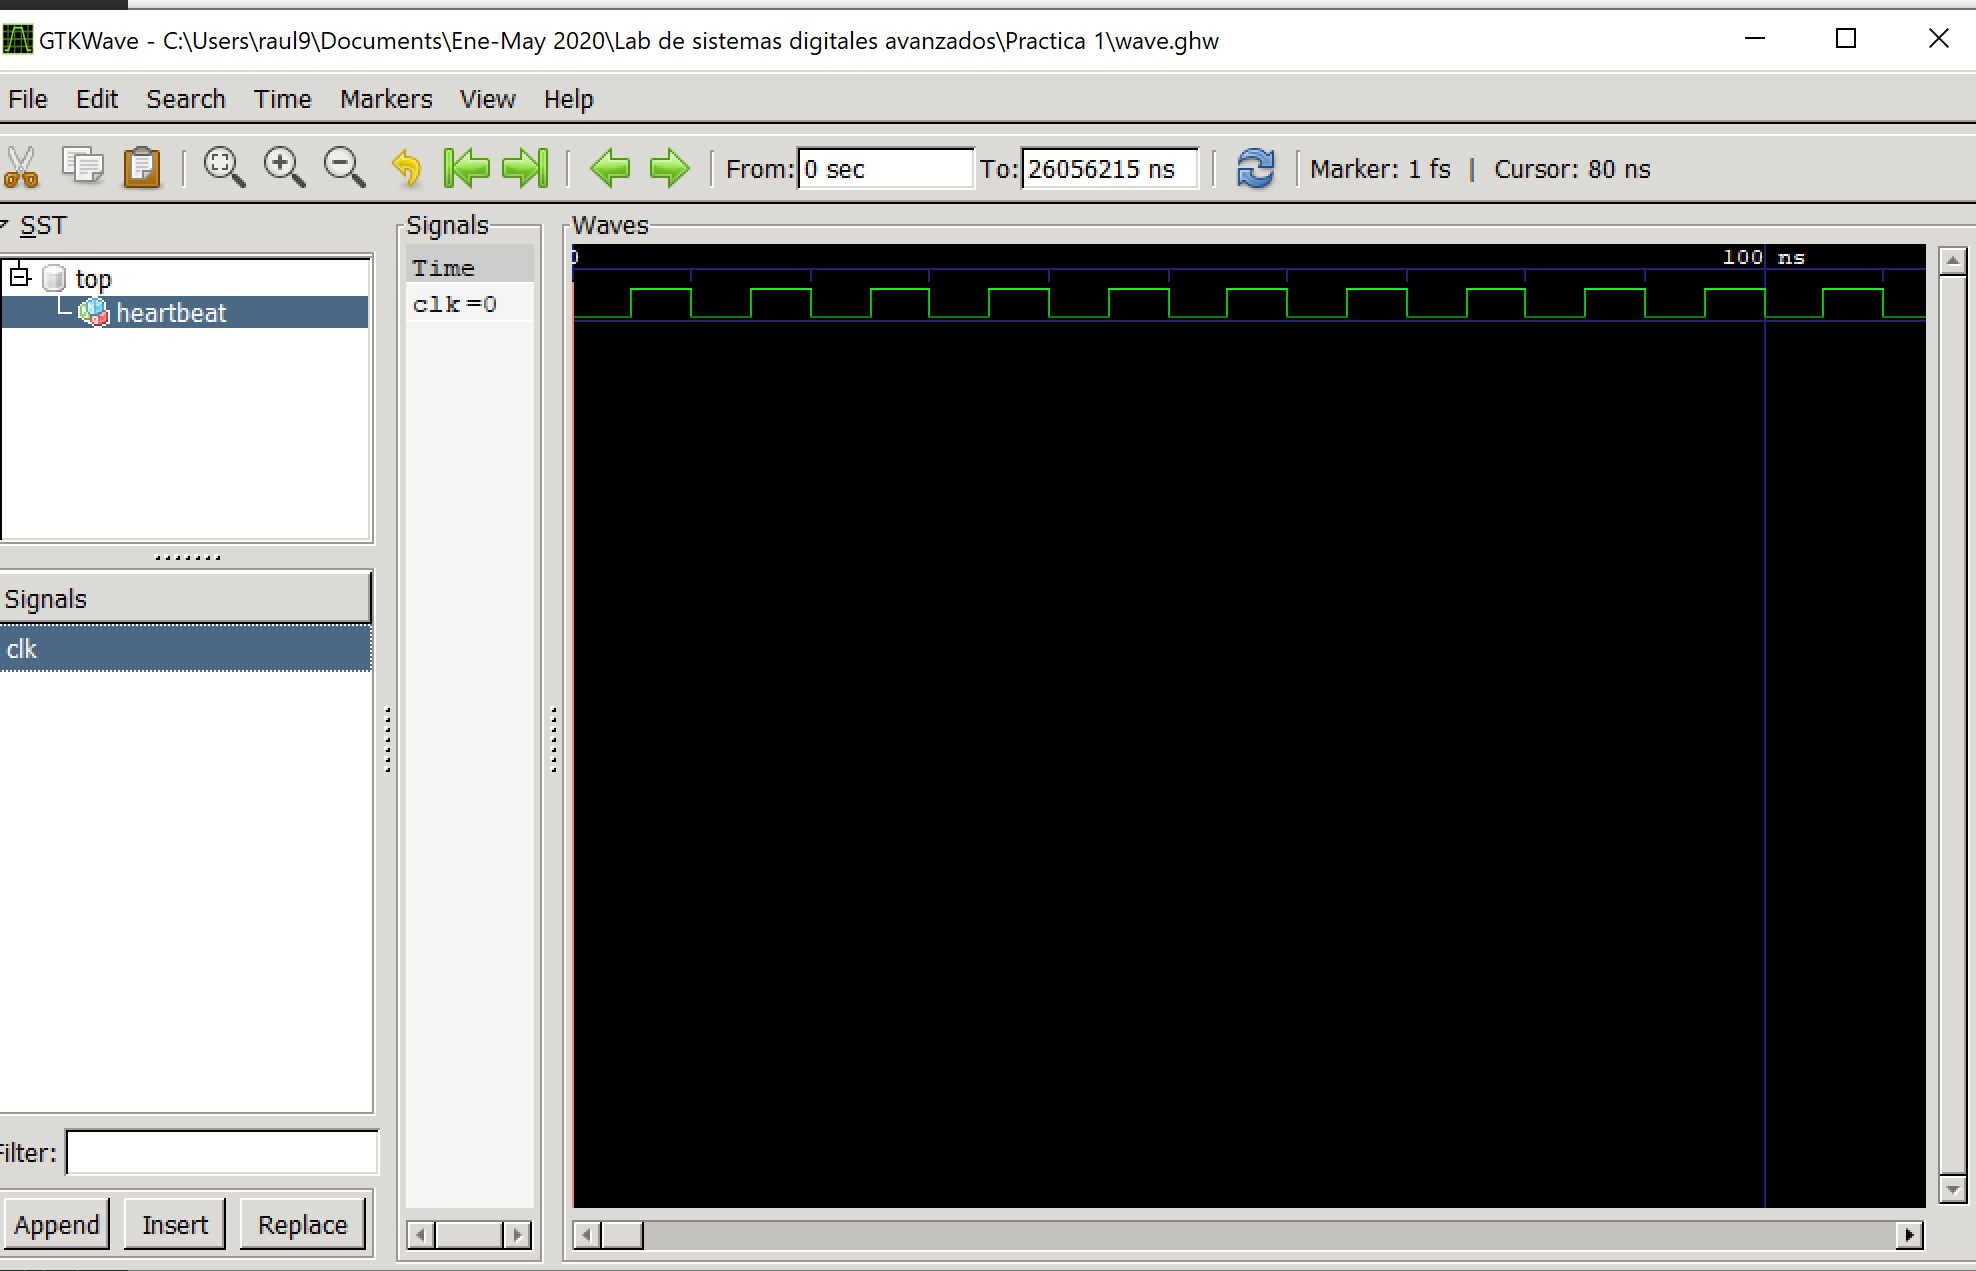 GTKWave - C:\Users\raul9\Documents\Ene-May 2020\Lab de sistemas digitales avanzados\Practica 1\wave.ghw
File Edit Search Time Markers View Help
From: 0 sec To: 26056215 ns Marker: 1 fs | Cursor: 80 ns
SST
top
heartbeat
Signals
clk
Filter:
Append Insert Replace
Signals
Time
clk=0
Waves
0 100 ns